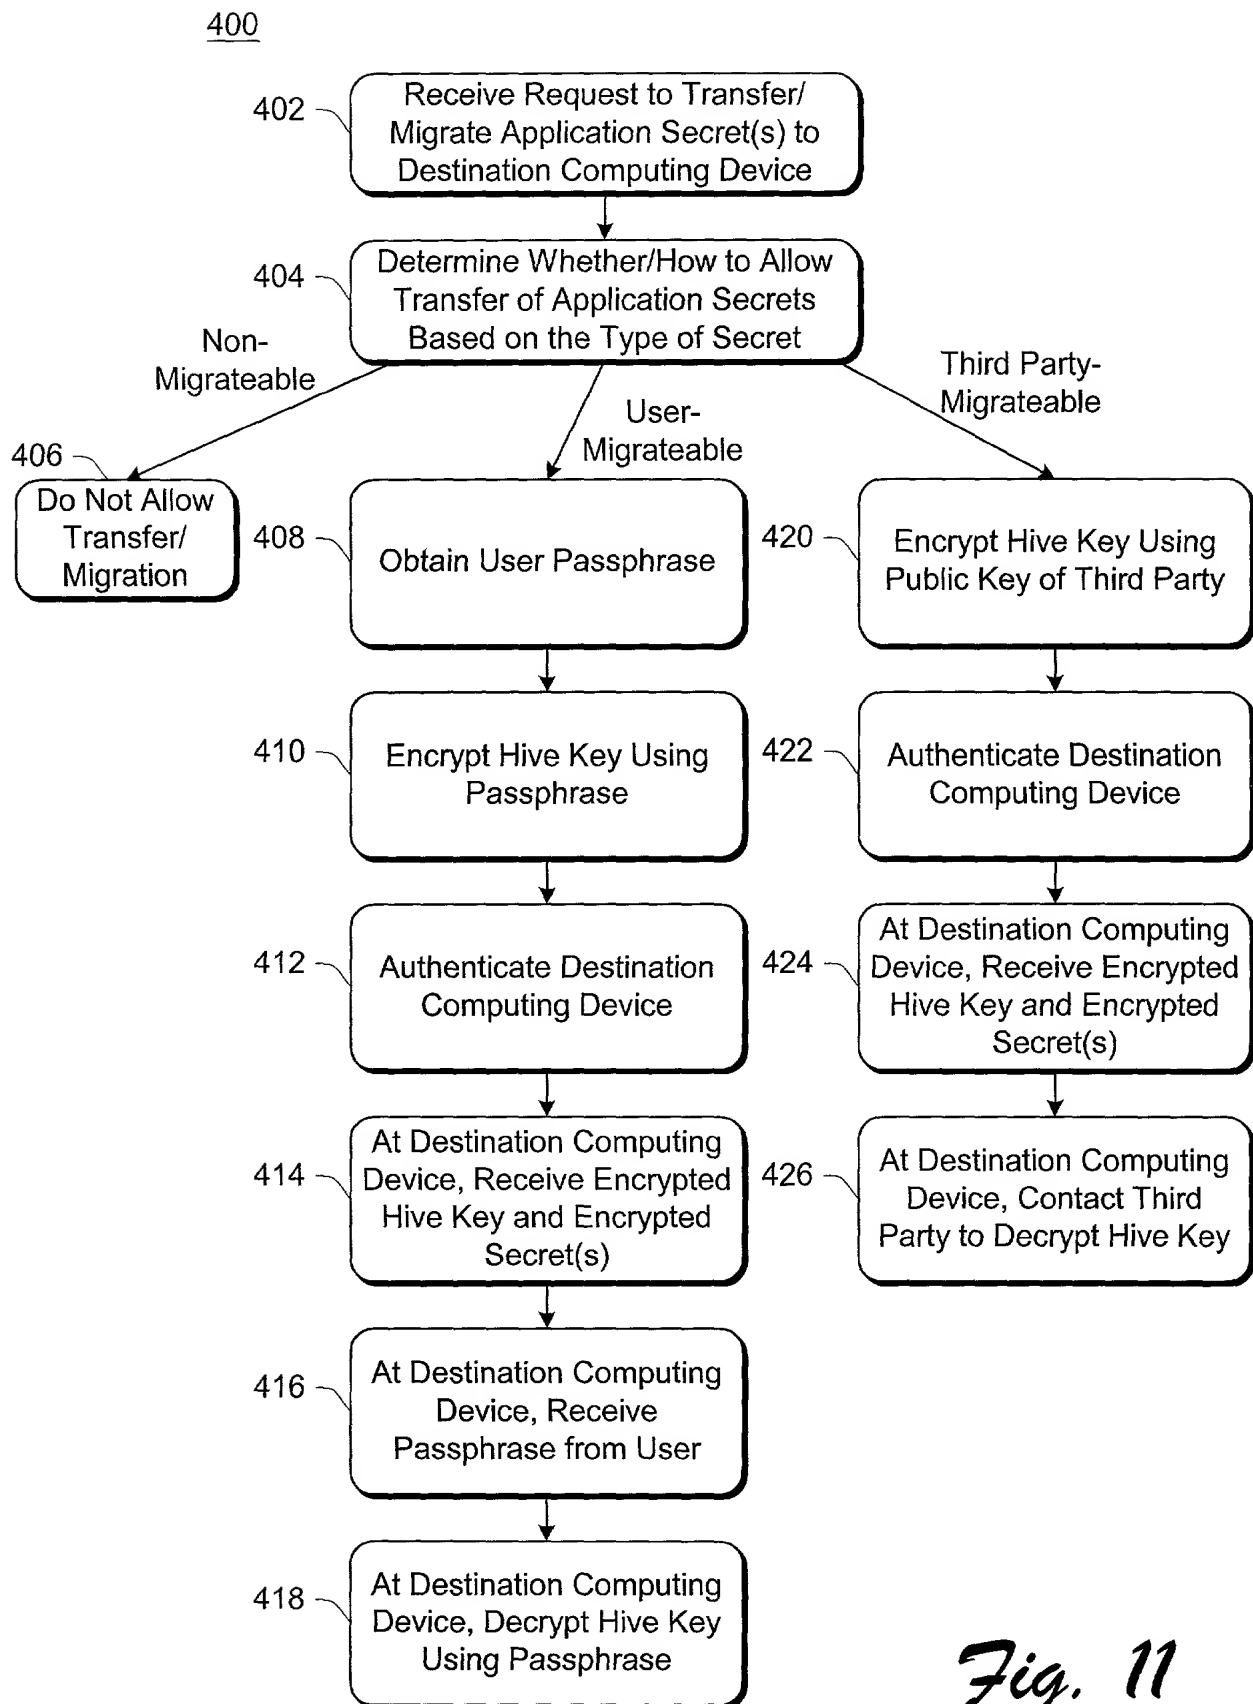 400
402
Receive Request to Transfer/
Migrate Application Secret(s) to
Destination Computing Device
404
Determine Whether/How to Allow
Transfer of Application Secrets
Based on the Type of Secret
Non-
Migrateable
User-
Migrateable
Third Party-
Migrateable
406
Do Not Allow
Transfer/
Migration
408
Obtain User Passphrase
420
Encrypt Hive Key Using
Public Key of Third Party
410
Encrypt Hive Key Using
Passphrase
422
Authenticate Destination
Computing Device
412
Authenticate Destination
Computing Device
424
At Destination Computing
Device, Receive Encrypted
Hive Key and Encrypted
Secret(s)
414
At Destination Computing
Device, Receive Encrypted
Hive Key and Encrypted
Secret(s)
426
At Destination Computing
Device, Contact Third
Party to Decrypt Hive Key
416
At Destination Computing
Device, Receive
Passphrase from User
418
At Destination Computing
Device, Decrypt Hive Key
Using Passphrase
Fig. 11